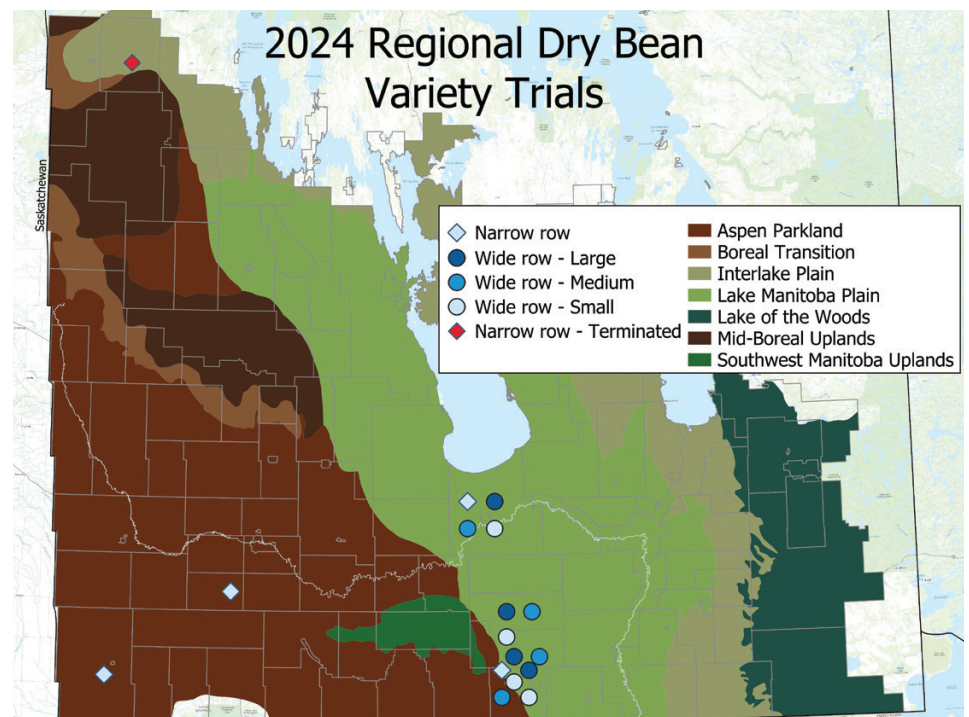 2024 Regional Dry Bean
Variety Trials
Saskatchewan
Narrow row
Wide row - Large
Wide row - Medium
Wide row - Small
Narrow row - Terminated
Aspen Parkland
Boreal Transition
Interlake Plain
Lake Manitoba Plain
Lake of the Woods
Mid-Boreal Uplands
Southwest Manitoba Uplands